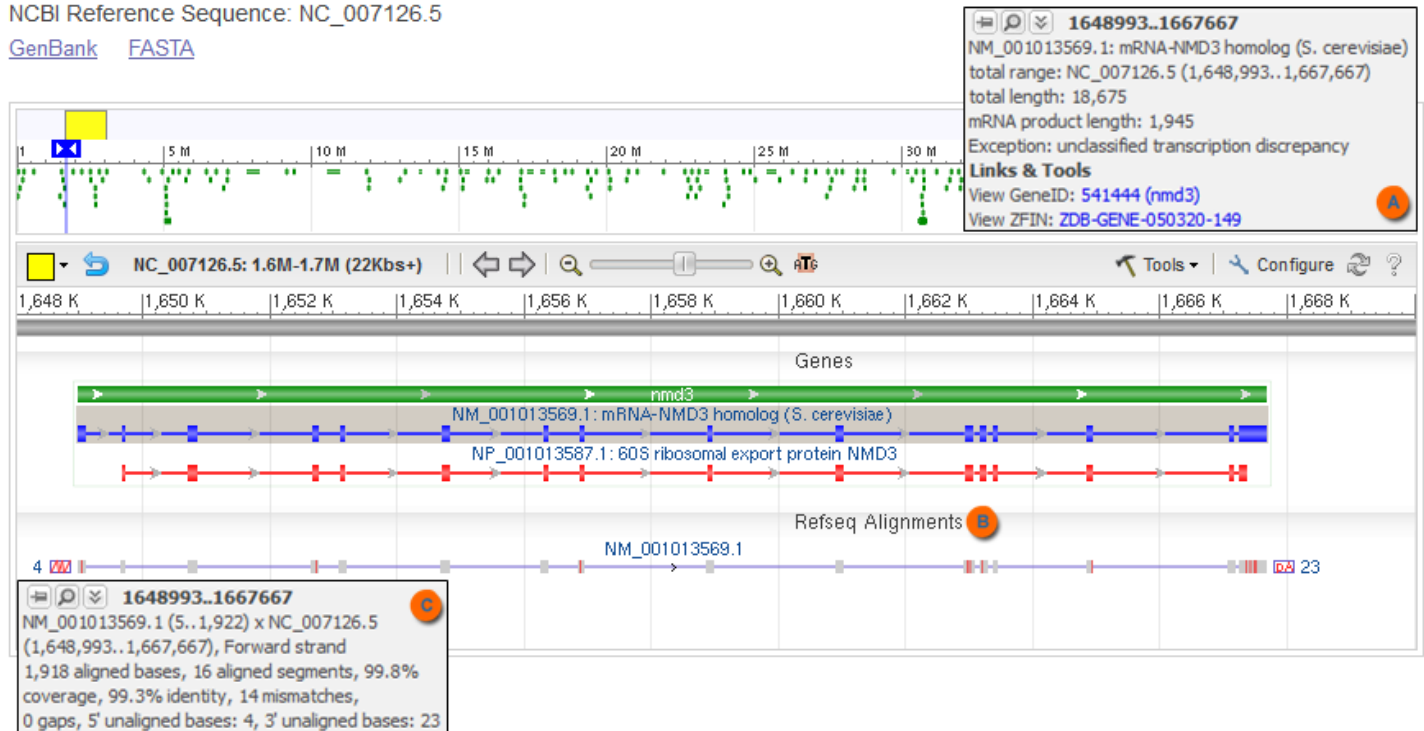 NCBI Reference Sequence: NC_007126.5
GenBank FASTA
1648993..1667667
NM_001013569.1: mRNA-NMD3 homolog (S. cerevisiae)
total range: NC_007126.5 (1,648,993..1,667,667)
total length: 18,675
mRNA product length: 1,945
Exception: unclassified transcription discrepancy
Links & Tools
View GeneID: 541444 (nmd3)
View ZFIN: ZDB-GENE-050320-149
A
1 5 M 10 M 15 M 20 M 25 M 30 M
NC_007126.5: 1.6M-1.7M (22Kbs+) ATG Tools Configure ?
1,648 K 1,650 K 1,652 K 1,654 K 1,656 K 1,658 K 1,660 K 1,662 K 1,664 K 1,666 K 1,668 K
Genes
nmd3
NM_001013569.1: mRNA-NMD3 homolog (S. cerevisiae)
NP_001013587.1: 60S ribosomal export protein NMD3
Refseq Alignments B
NM_001013569.1
4 pA 23
1648993..1667667
C
NM_001013569.1 (5..1,922) x NC_007126.5
(1,648,993..1,667,667), Forward strand
1,918 aligned bases, 16 aligned segments, 99.8%
coverage, 99.3% identity, 14 mismatches,
0 gaps, 5' unaligned bases: 4, 3' unaligned bases: 23